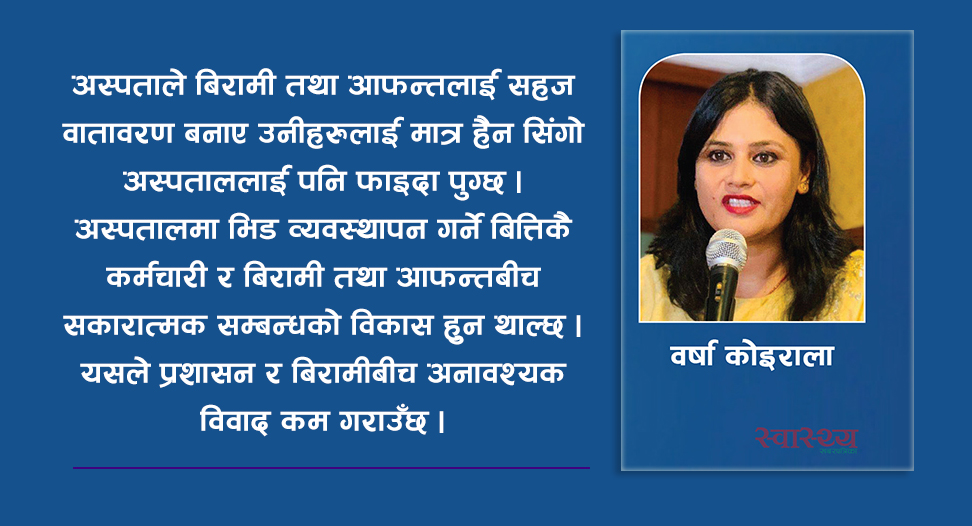 अस्पताले बिरामी तथा आफन्तलाई सहज
वातावरण बनाए उनीहरूलाई मात्र हैन सिंगो
अस्पताललाई पनि फाइदा पुग्छ ।
अस्पतालमा भिड व्यवस्थापन गर्ने बित्तिकै
कर्मचारी र बिरामी तथा आफन्तबीच
सकारात्मक सम्बन्धको विकास हुन थाल्छ ।
यसले प्रशासन र बिरामीबीच अनावश्यक
विवाद कम गराउँछ ।
वर्षा कोइराला
स्वास्थ्य